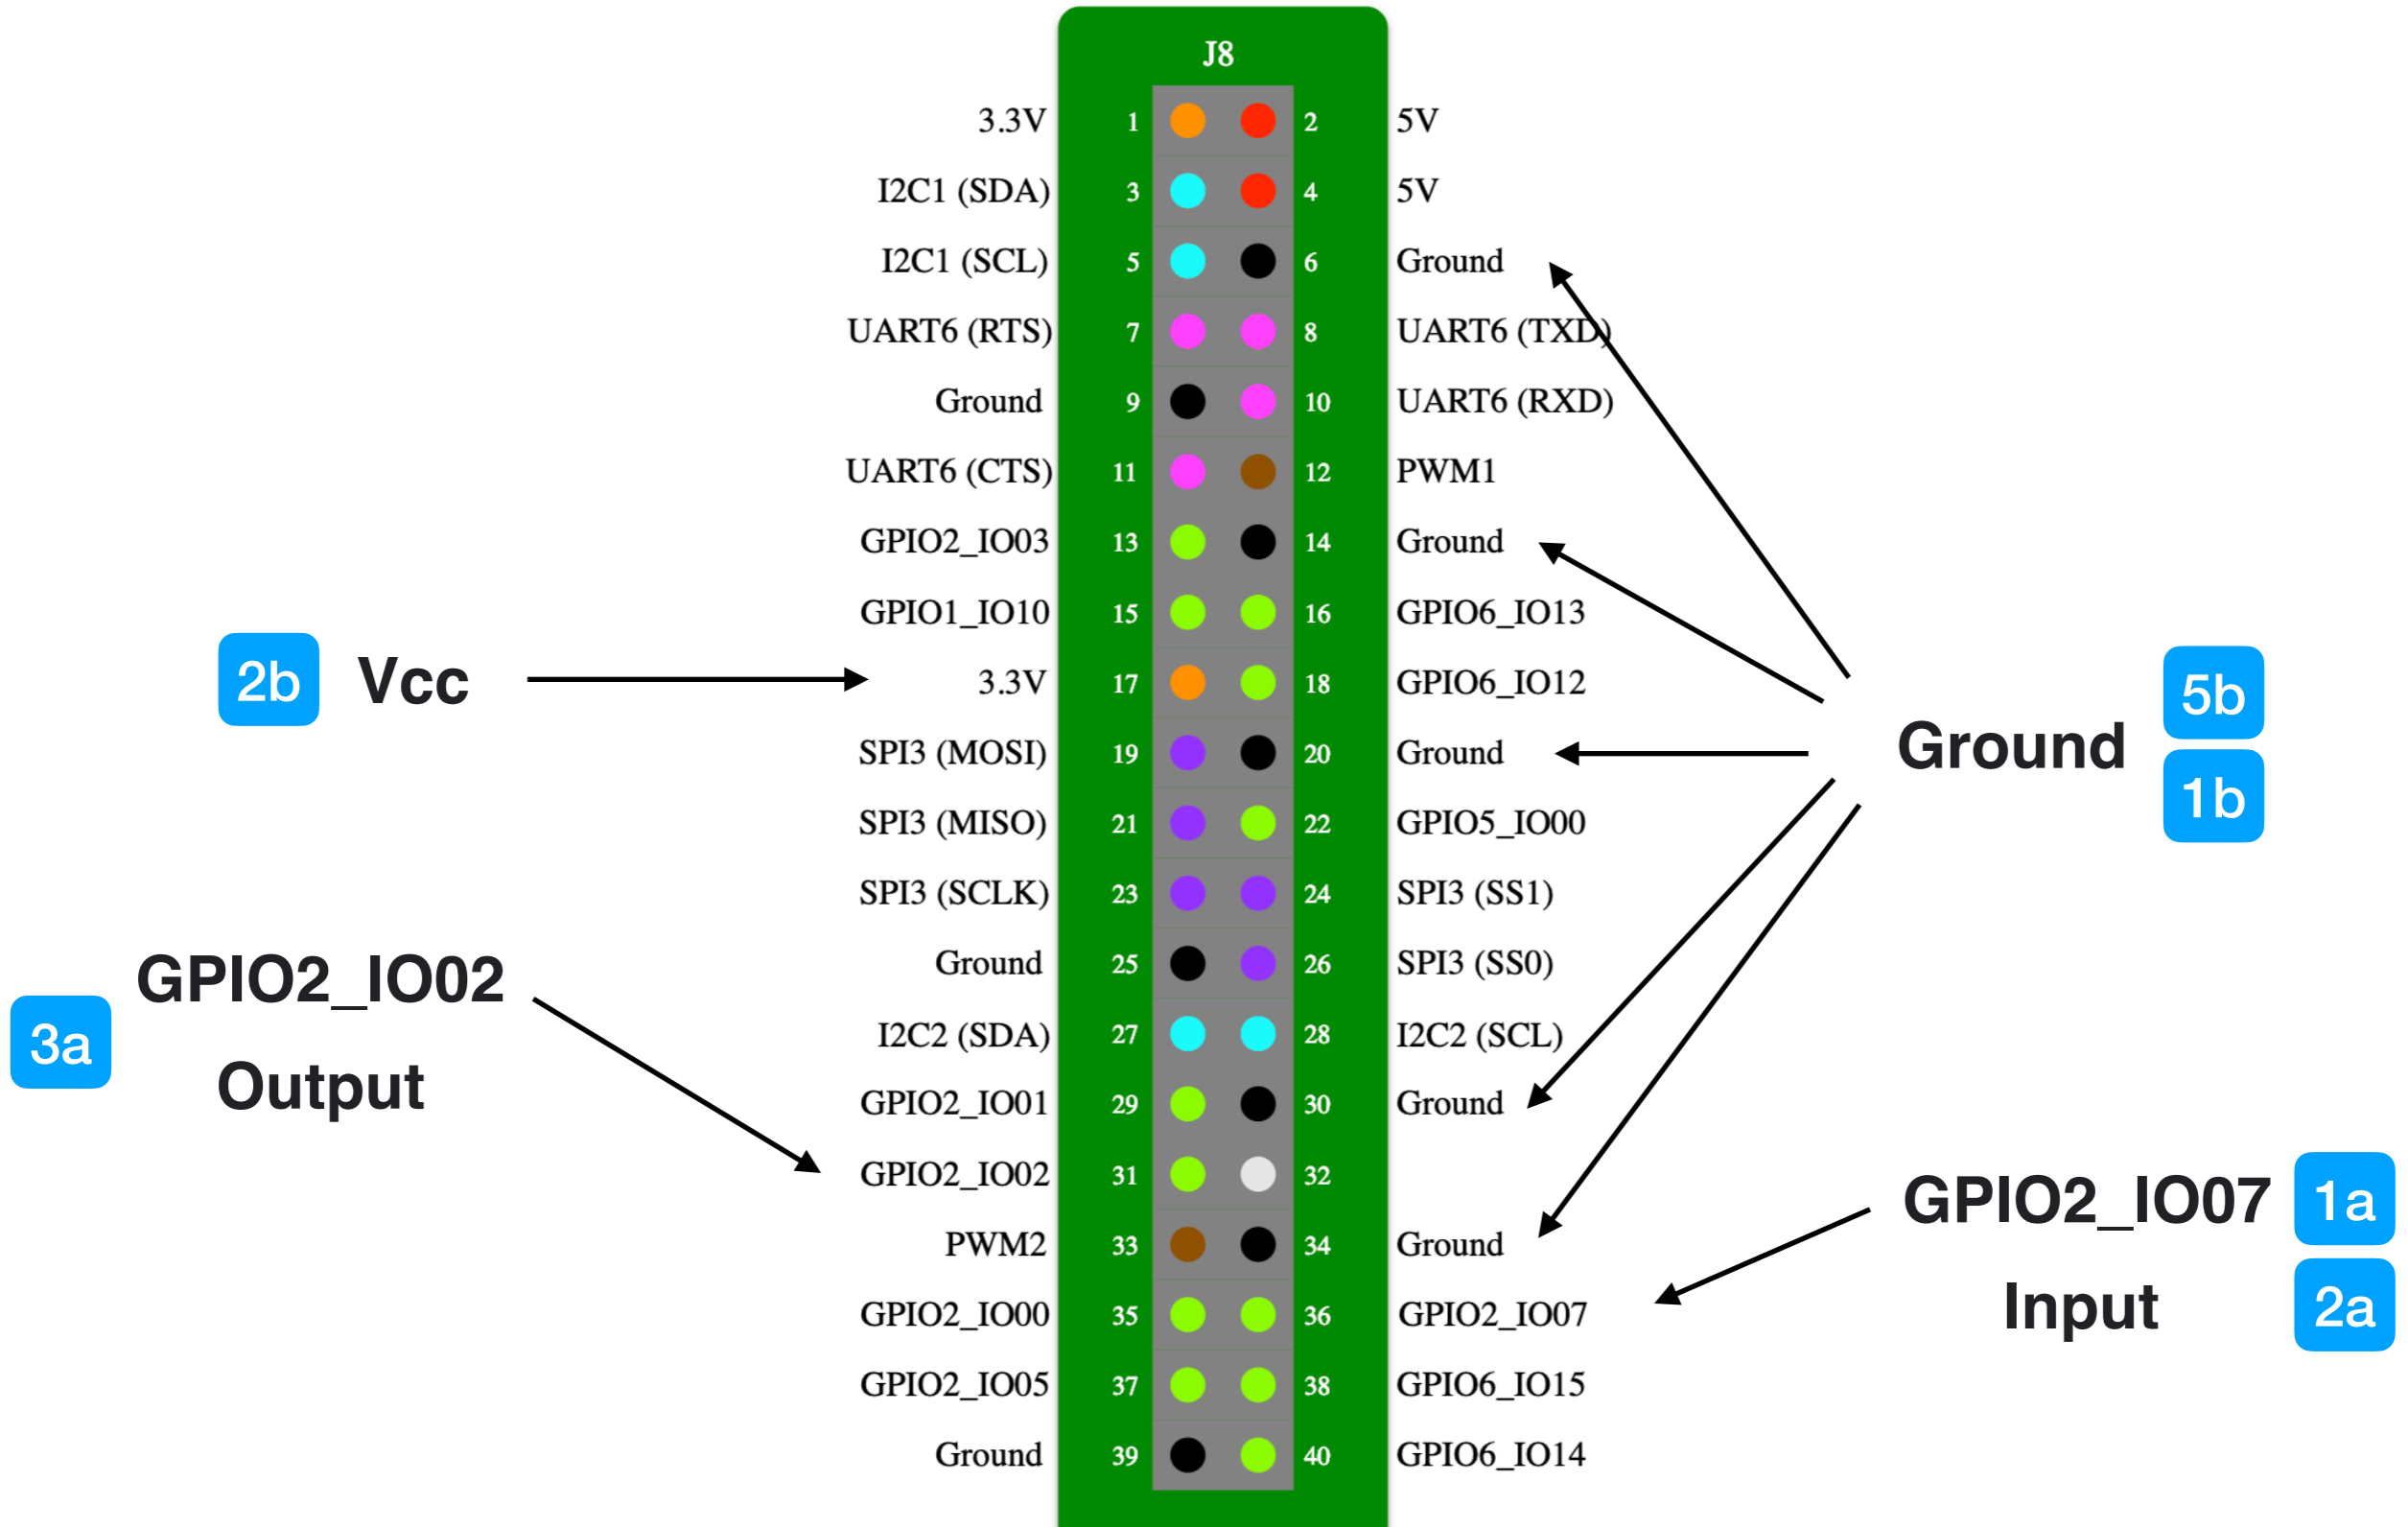 J8
3.3V 1 2 5V
I2C1 (SDA) 3 4 5V
I2C1 (SCL) 5 6 Ground
UART6 (RTS) 7 8 UART6 (TXD)
Ground 9 10 UART6 (RXD)
UART6 (CTS) 11 12 PWM1
GPIO2_IO03 13 14 Ground
GPIO1_IO10 15 16 GPIO6_IO13
2b Vcc 3.3V 17 18 GPIO6_IO12 5b
SPI3 (MOSI) 19 20 Ground Ground
SPI3 (MISO) 21 22 GPIO5_IO00 1b
SPI3 (SCLK) 23 24 SPI3 (SS1)
GPIO2_IO02 Ground 25 26 SPI3 (SS0)
3a I2C2 (SDA) 27 28 I2C2 (SCL)
Output GPIO2_IO01 29 30 Ground
GPIO2_IO02 31 32 GPIO2_IO07 1a
PWM2 33 34 Ground
GPIO2_IO00 35 36 GPIO2_IO07 Input 2a
GPIO2_IO05 37 38 GPIO6_IO15
Ground 39 40 GPIO6_IO14